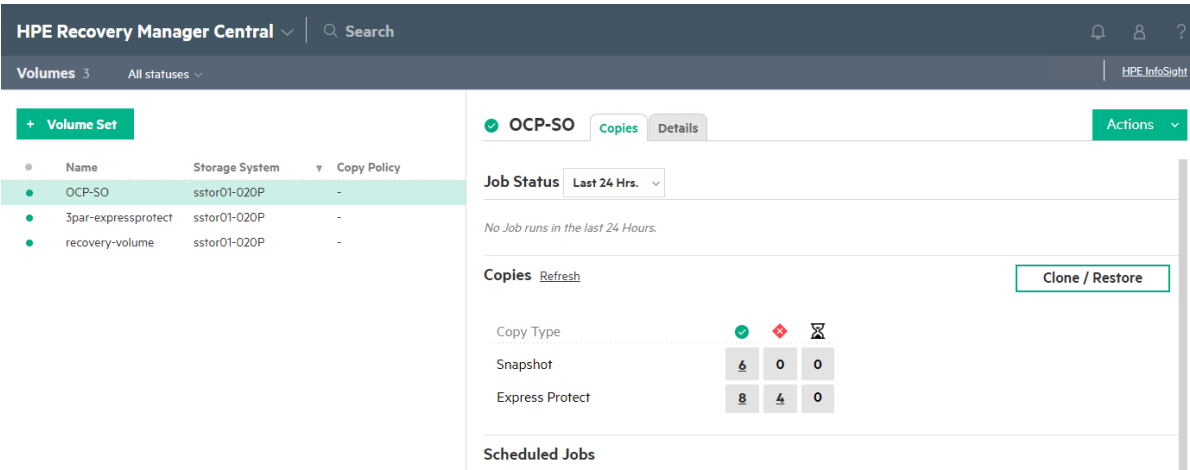 HPE Recovery Manager Central Search ?
Volumes 3 All statuses HPE InfoSight
+ Volume Set
Name Storage System Copy Policy
OCP-SO sstor01-020P -
3par-expressprotect sstor01-020P -
recovery-volume sstor01-020P -
OCP-SO Copies Details Actions
Job Status Last 24 Hrs.
No Job runs in the last 24 Hours.
Copies Refresh Clone / Restore
Copy Type
Snapshot 6 0 0
Express Protect 8 4 0
Scheduled Jobs